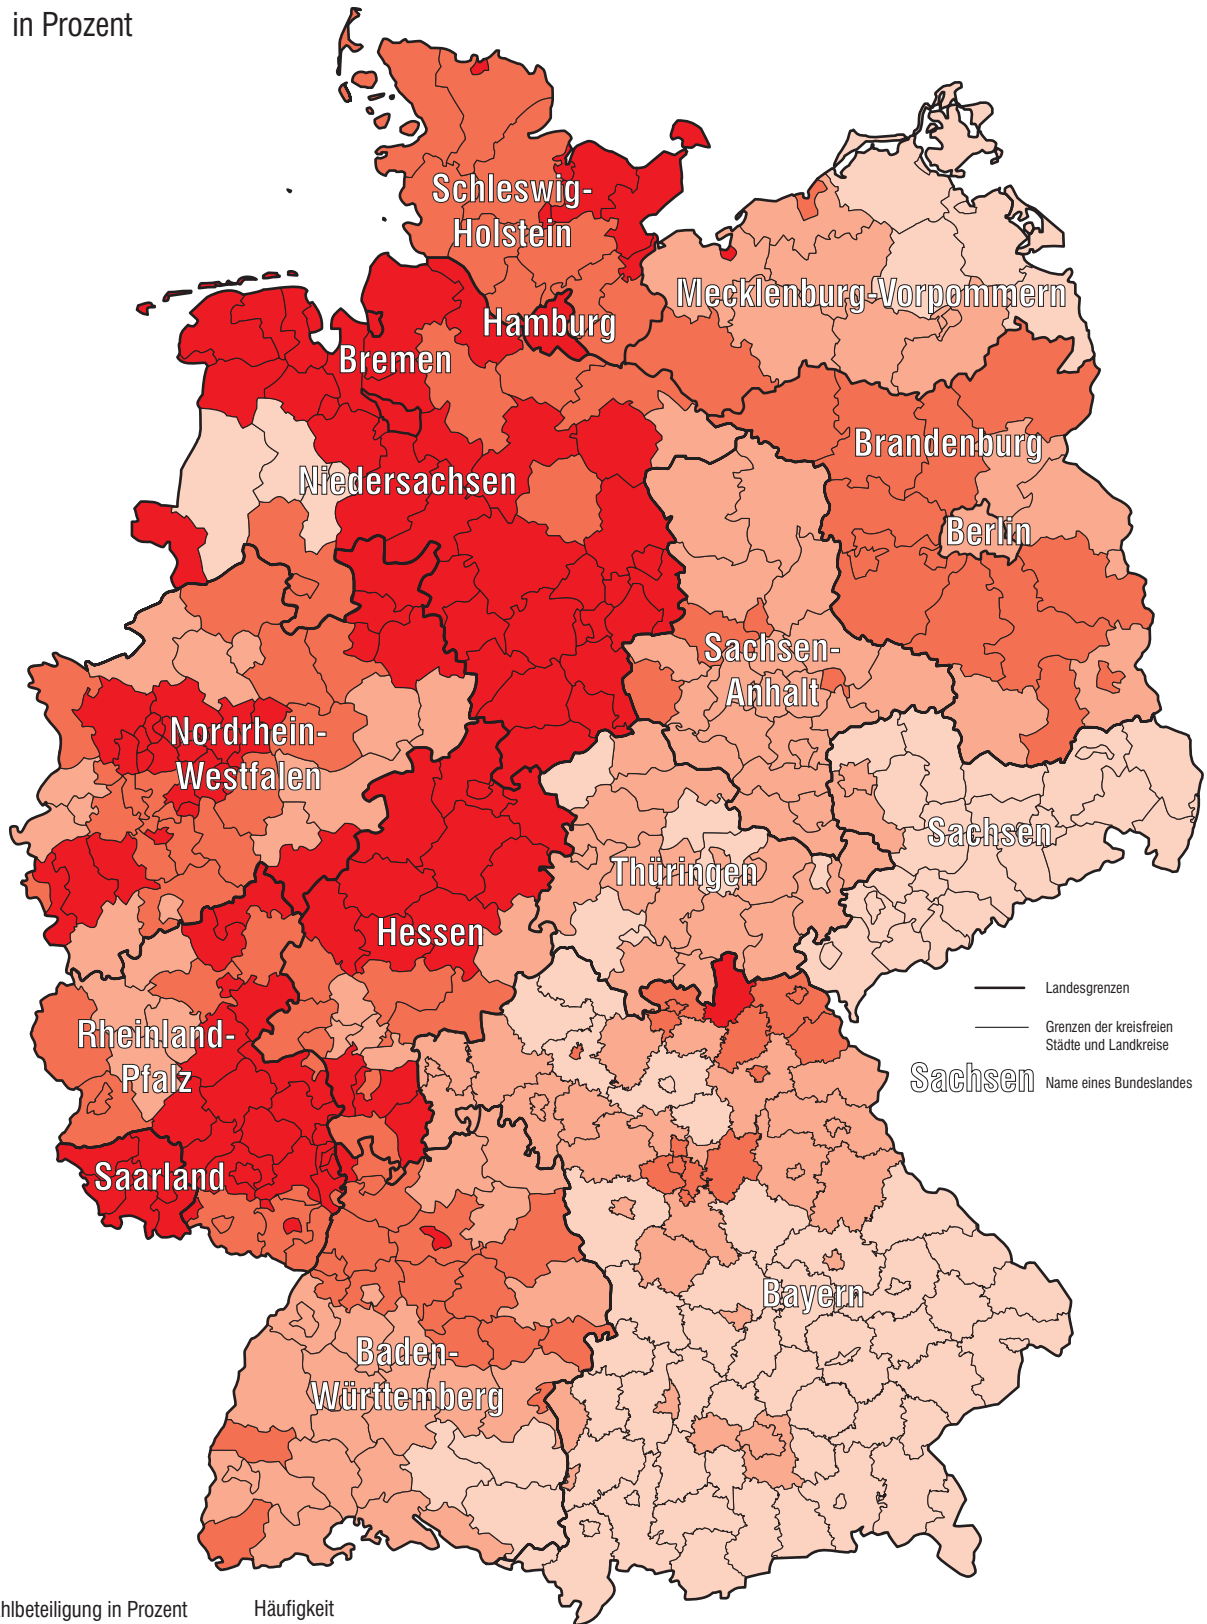 in Prozent
Schleswig-
Holstein
Mecklenburg-Vorpommern
Hamburg
Bremen
Brandenburg
Niedersachsen
Berlin
Sachsen-
Anhalt
Nordrhein-
Westfalen
Sachsen
Thüringen
Hessen
Landesgrenzen
Rheinland-
Pfalz
Grenzen der kreisfreien
Städte und Landkreise
Sachsen Name eines Bundeslandes
Saarland
Bayern
Baden-
Württemberg
hlbeteiligung in Prozent Häufigkeit